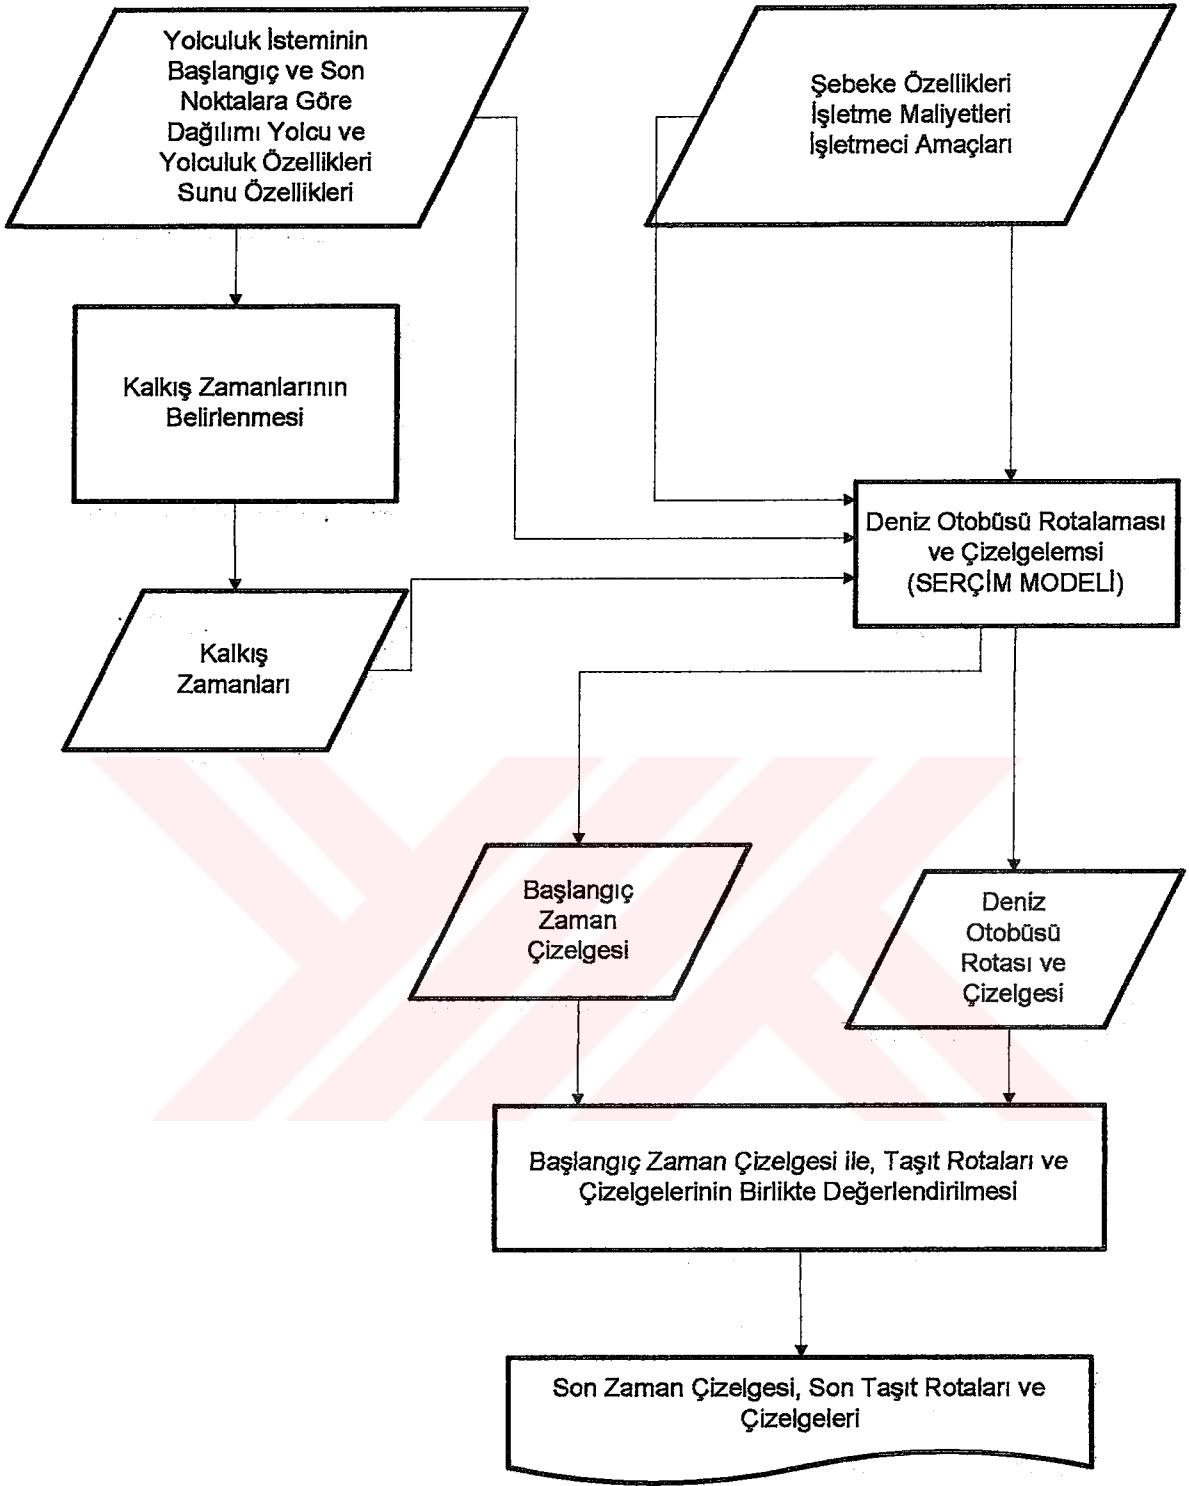 Yolculuk İsteminin
Başlangıç ve Son
Noktalara Göre
Dağılımı Yolcu ve
Yolculuk Özellikleri
Sunu Özellikleri
Şebeke Özellikleri
İşletme Maliyetleri
İşletmeci Amaçları
Kalkış Zamanlarının
Belirlenmesi
Deniz Otobüsü Rotalaması
ve Çizelgelemsi
(SERÇİM MODELİ)
Kalkış
Zamanları
Başlangıç
Zaman
Çizelgesi
Deniz
Otobüsü
Rotası ve
Çizelgesi
Başlangıç Zaman Çizelgesi ile, Taşıt Rotaları ve
Çizelgelerinin Birlikte Değerlendirilmesi
Son Zaman Çizelgesi, Son Taşıt Rotaları ve
Çizelgeleri